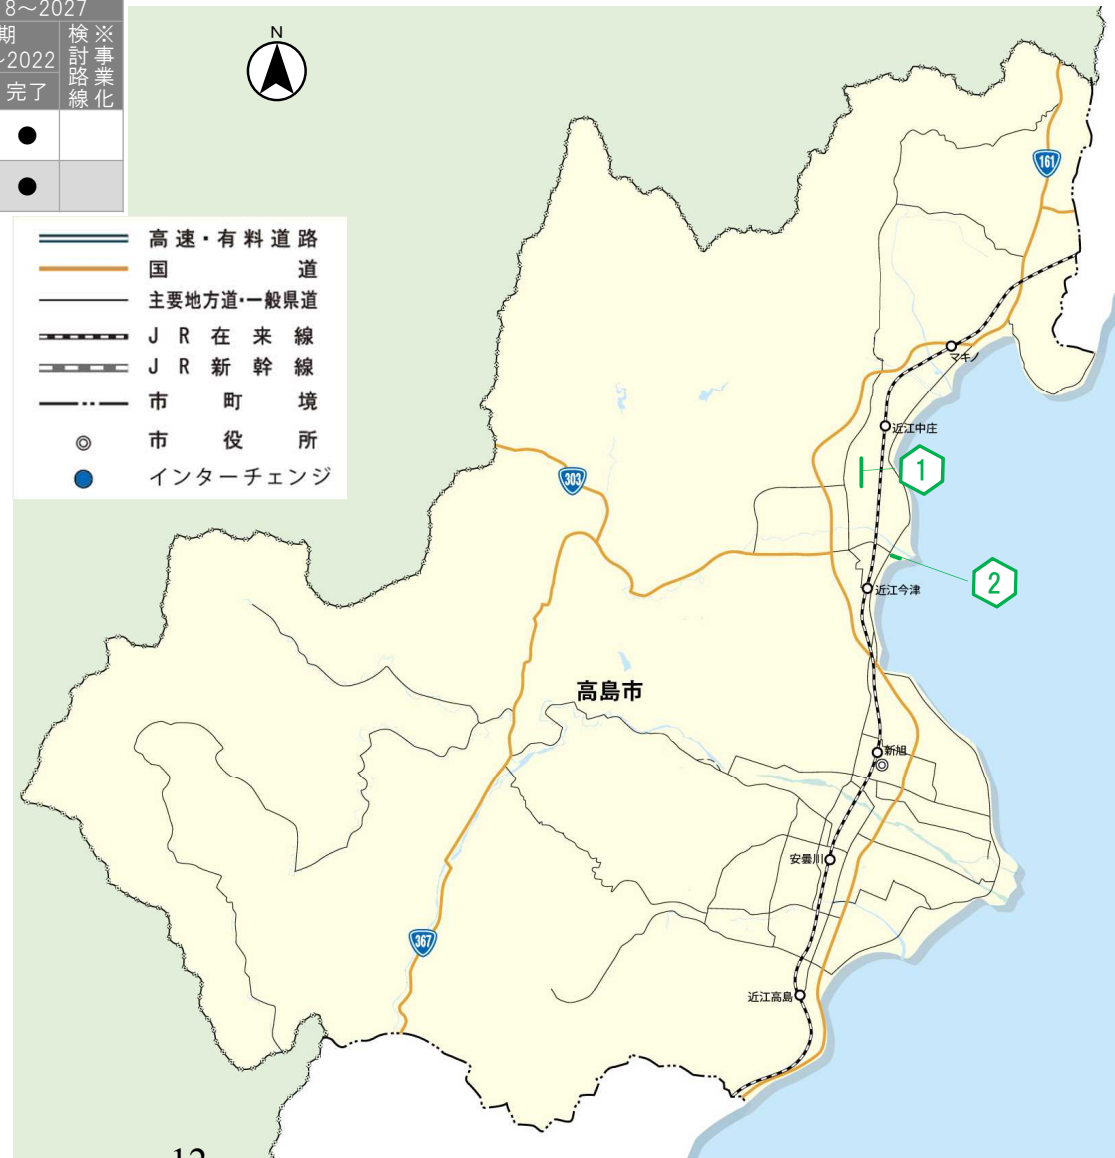 8～2027
期
～2022
完了
※事業化
検討路線
●
●
N
高速・有料道路
国道
主要地方道・一般県道
JR在来線
JR新幹線
市町境
市役所
インターチェンジ
161
マキノ
近江中庄
1
303
2
近江今津
高島市
新旭
安曇川
367
近江高島